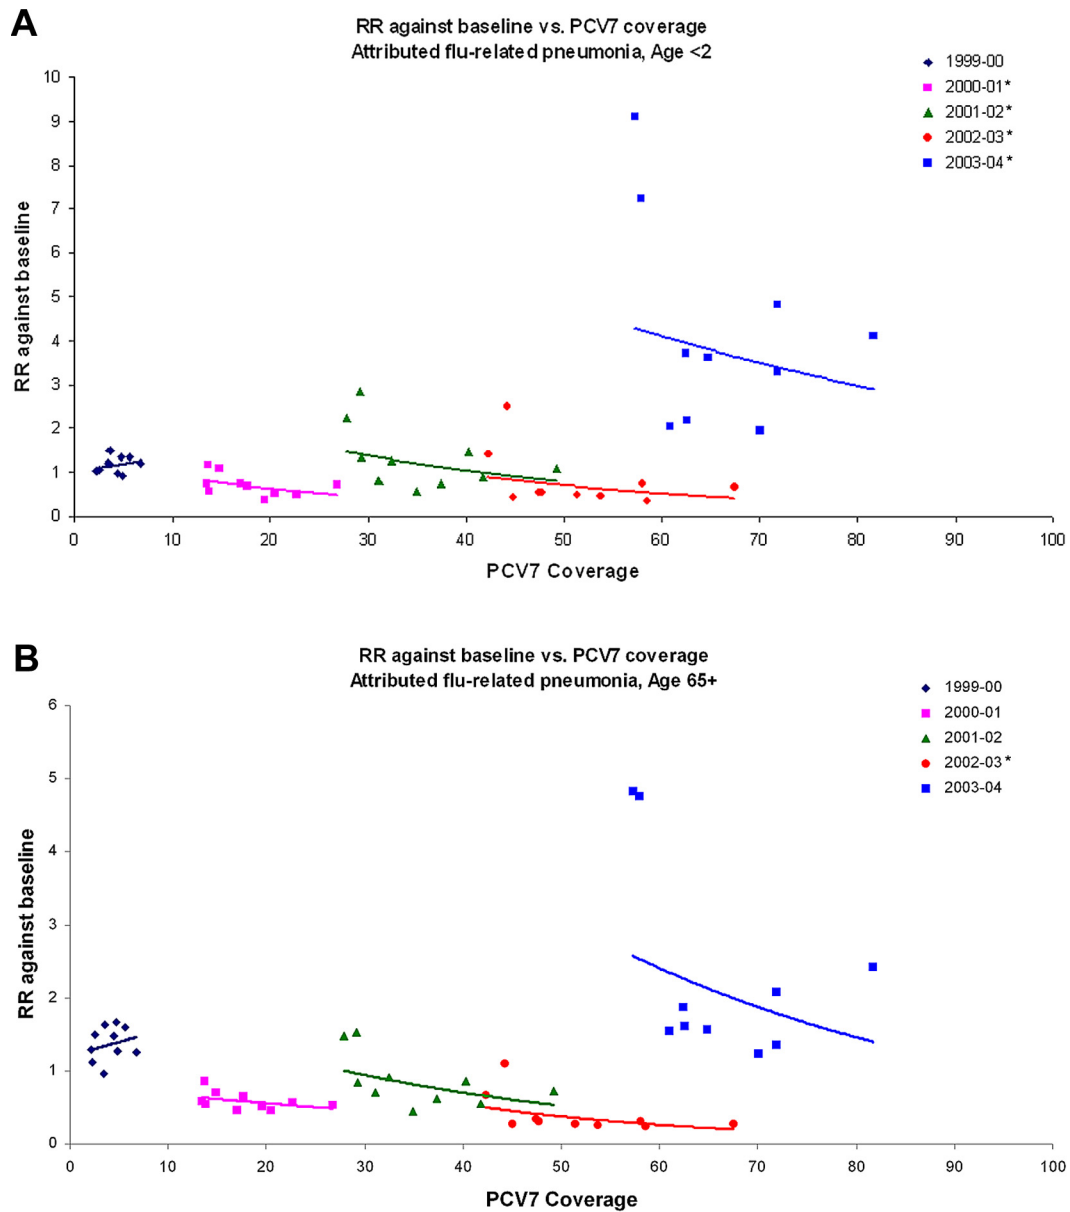 A
RR against baseline vs. PCV7 coverage
Attributed flu-related pneumonia, Age <2
1999-00
2000-01*
2001-02*
2002-03*
2003-04*
RR against baseline
10
9
8
7
6
5
4
3
2
1
0
0 10 20 30 40 50 60 70 80 90 100
PCV7 Coverage
B
RR against baseline vs. PCV7 coverage
Attributed flu-related pneumonia, Age 65+
1999-00
2000-01
2001-02
2002-03*
2003-04
RR against baseline
6
5
4
3
2
1
0
0 10 20 30 40 50 60 70 80 90 100
PCV7 Coverage